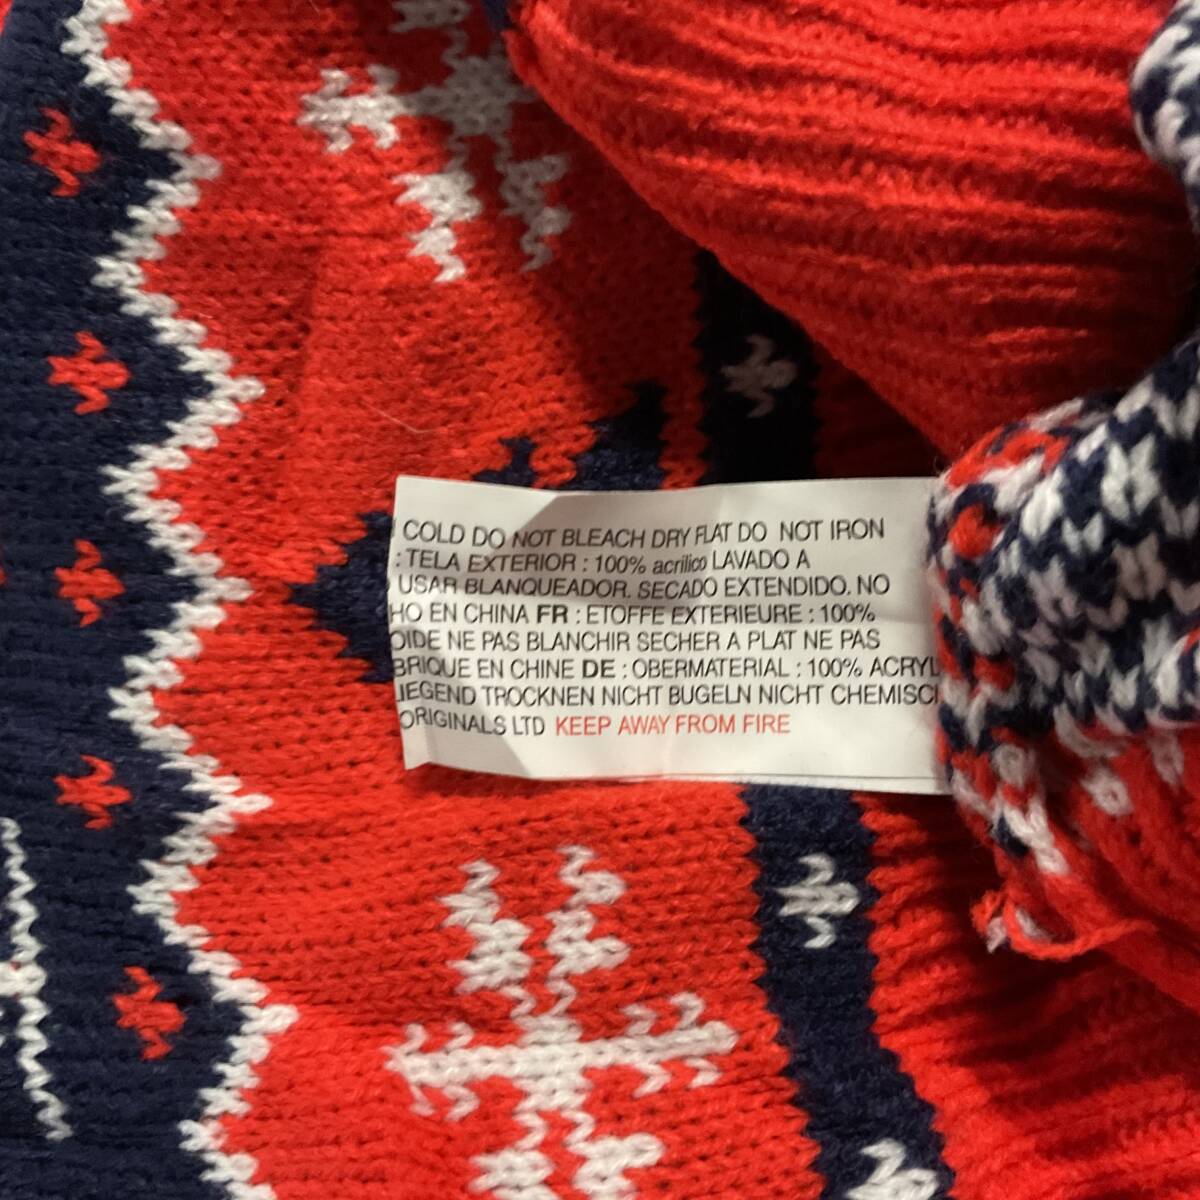 COLD DO NOT BLEACH DRY FLAT DO NOT IRON
: TELA EXTERIOR : 100% acrilico LAVADO A
USAR BLANQUEADOR. SECADO EXTENDIDO. NO
HO EN CHINA FR : ETOFFE EXTERIEURE : 100%
OIDE NE PAS BLANCHIR SECHER A PLAT NE PAS
BRIQUE EN CHINE DE : OBERMATERIAL : 100% ACRYL
IEGEND TROCKNEN NICHT BUGELN NICHT CHEMISCH
ORIGINALS LTD KEEP AWAY FROM FIRE